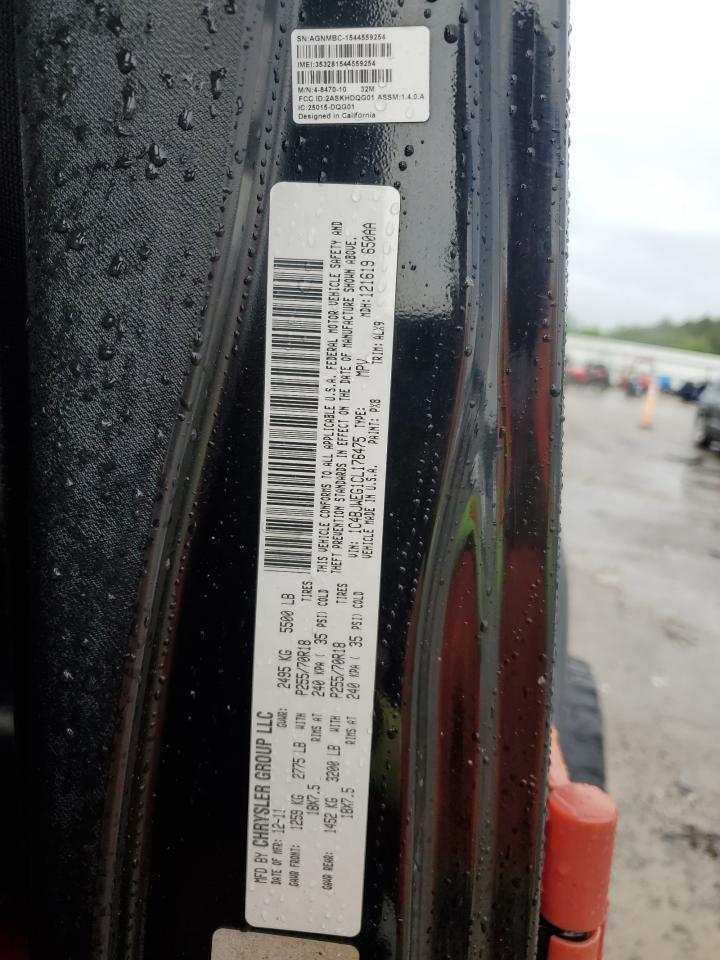 SN:AGNMBC-1544559254
IMEI:353281544559254
M/N:4-8470-10 32M
FCC ID:2ASKHDQG01 ASSM:1.4.0.A
IC:25015-DQG01
Designed in California
MFD BY CHRYSLER GROUP LLC
DATE OF MFR: 12-11 GVWR: 2495 KG 5500 LB
GAWR FRONT: 1259 KG 2775 LB WITH P255/70R18 TIRES
18X7.5 RIMS AT 240 KPA ( 35 PSI) COLD
GAWR REAR: 1452 KG 3200 LB WITH P255/70R18 TIRES
18X7.5 RIMS AT 240 KPA ( 35 PSI) COLD
THIS VEHICLE CONFORMS TO ALL APPLICABLE U.S.A. FEDERAL MOTOR VEHICLE SAFETY AND
THEFT PREVENTION STANDARDS IN EFFECT ON THE DATE OF MANUFACTURE SHOWN ABOVE.
VIN: 1C4BJWEG1CL176475 TYPE: MPV MDH: 121619 650AA
VEHICLE MADE IN U.S.A. PAINT: PX8 TRIM: ALX9